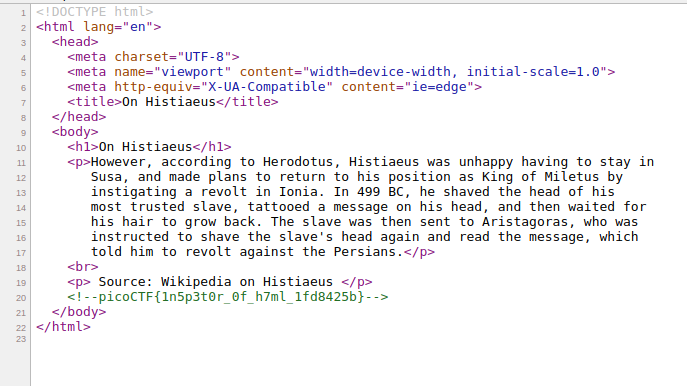 1 <!DOCTYPE html>
2 <html lang="en">
3   <head>
4     <meta charset="UTF-8">
5     <meta name="viewport" content="width=device-width, initial-scale=1.0">
6     <meta http-equiv="X-UA-Compatible" content="ie=edge">
7     <title>On Histiaeus</title>
8   </head>
9   <body>
10     <h1>On Histiaeus</h1>
11     <p>However, according to Herodotus, Histiaeus was unhappy having to stay in
12        Susa, and made plans to return to his position as King of Miletus by
13        instigating a revolt in Ionia. In 499 BC, he shaved the head of his
14        most trusted slave, tattooed a message on his head, and then waited for
15        his hair to grow back. The slave was then sent to Aristagoras, who was
16        instructed to shave the slave's head again and read the message, which
17        told him to revolt against the Persians.</p>
18     <br>
19     <p> Source: Wikipedia on Histiaeus </p>
20     <!--picoCTF{1n5p3t0r_0f_h7ml_1fd8425b}-->
21   </body>
22 </html>
23